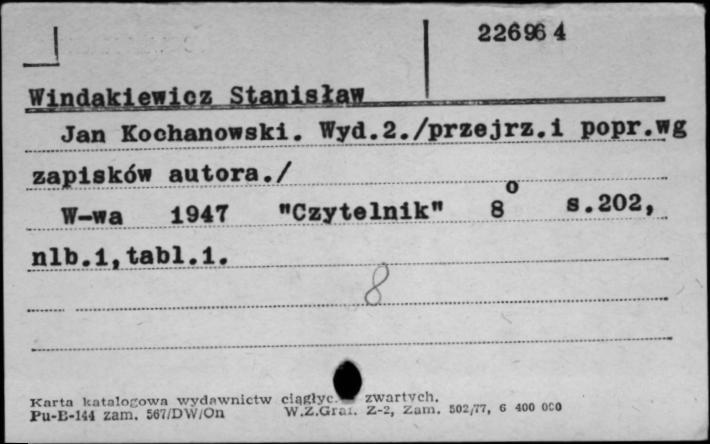 226964
Windakiewicz Stanisław
Jan Kochanowski. Wyd.2./przejrz.i popr.wg
zapisków autora./
W-wa 1947 "Czytelnik" 8° s.202,
nlb.1,tabl.1.
8
Karta katalogowa wydawnictw ciągłyc. zwartych.
Pu-B-144 zam. 567/DW/On W.Z.Graf. Z-2, Zam. 502/77, 6 400 000